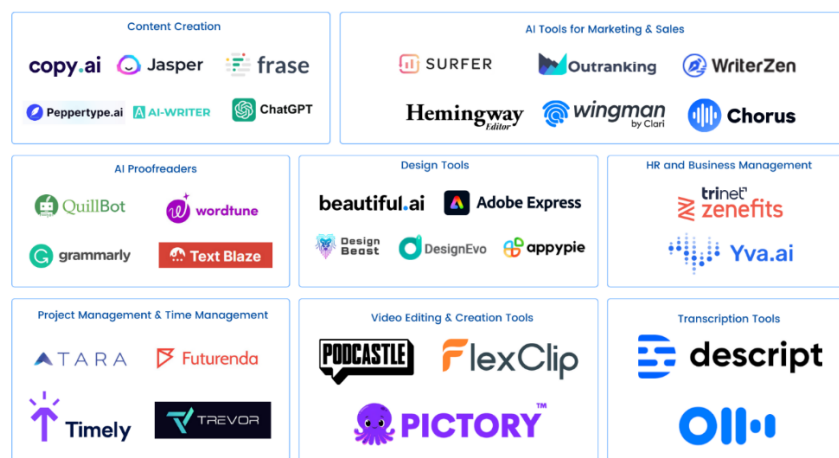 Content Creation
copy.ai Jasper frase
Peppertype.ai AI-WRITER ChatGPT
AI Tools for Marketing & Sales
SURFER Outranking WriterZen
Hemingway Editor wingman by Clari Chorus
AI Proofreaders
QuillBot wordtune
grammarly Text Blaze
Design Tools
beautiful.ai Adobe Express
Design Beast DesignEvo appypie
HR and Business Management
trinet zenefits
Yva.ai
Project Management & Time Management
ATARA Futurenda
Timely TREVOR
Video Editing & Creation Tools
PODCASTLE FlexClip
PICTORY™
Transcription Tools
descript